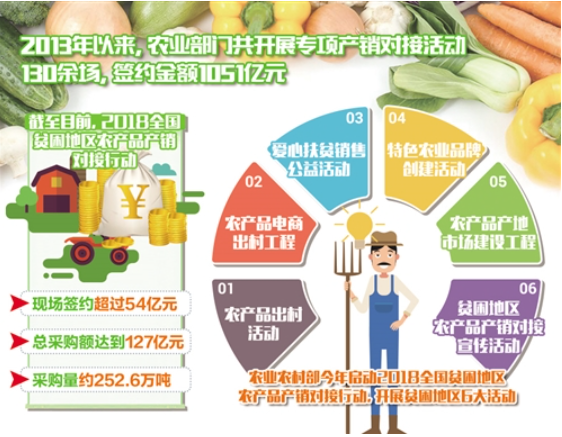 2013年以来, 农业部门共开展专项产销对接活动
130余场, 签约金额1051亿元
截至目前, 2018全国
贫困地区农产品产销
对接行动
¥
现场签约超过54亿元
总采购额达到127亿元
采购量约252.6万吨
01
农产品出村
活动
02
农产品电商
出村工程
03
爱心扶贫销售
公益活动
04
特色农业品牌
创建活动
05
农产品产地
市场建设工程
06
贫困地区
农产品产销对接
宣传活动
农业农村部今年启动2018全国贫困地区
农产品产销对接行动, 开展贫困地区6大活动